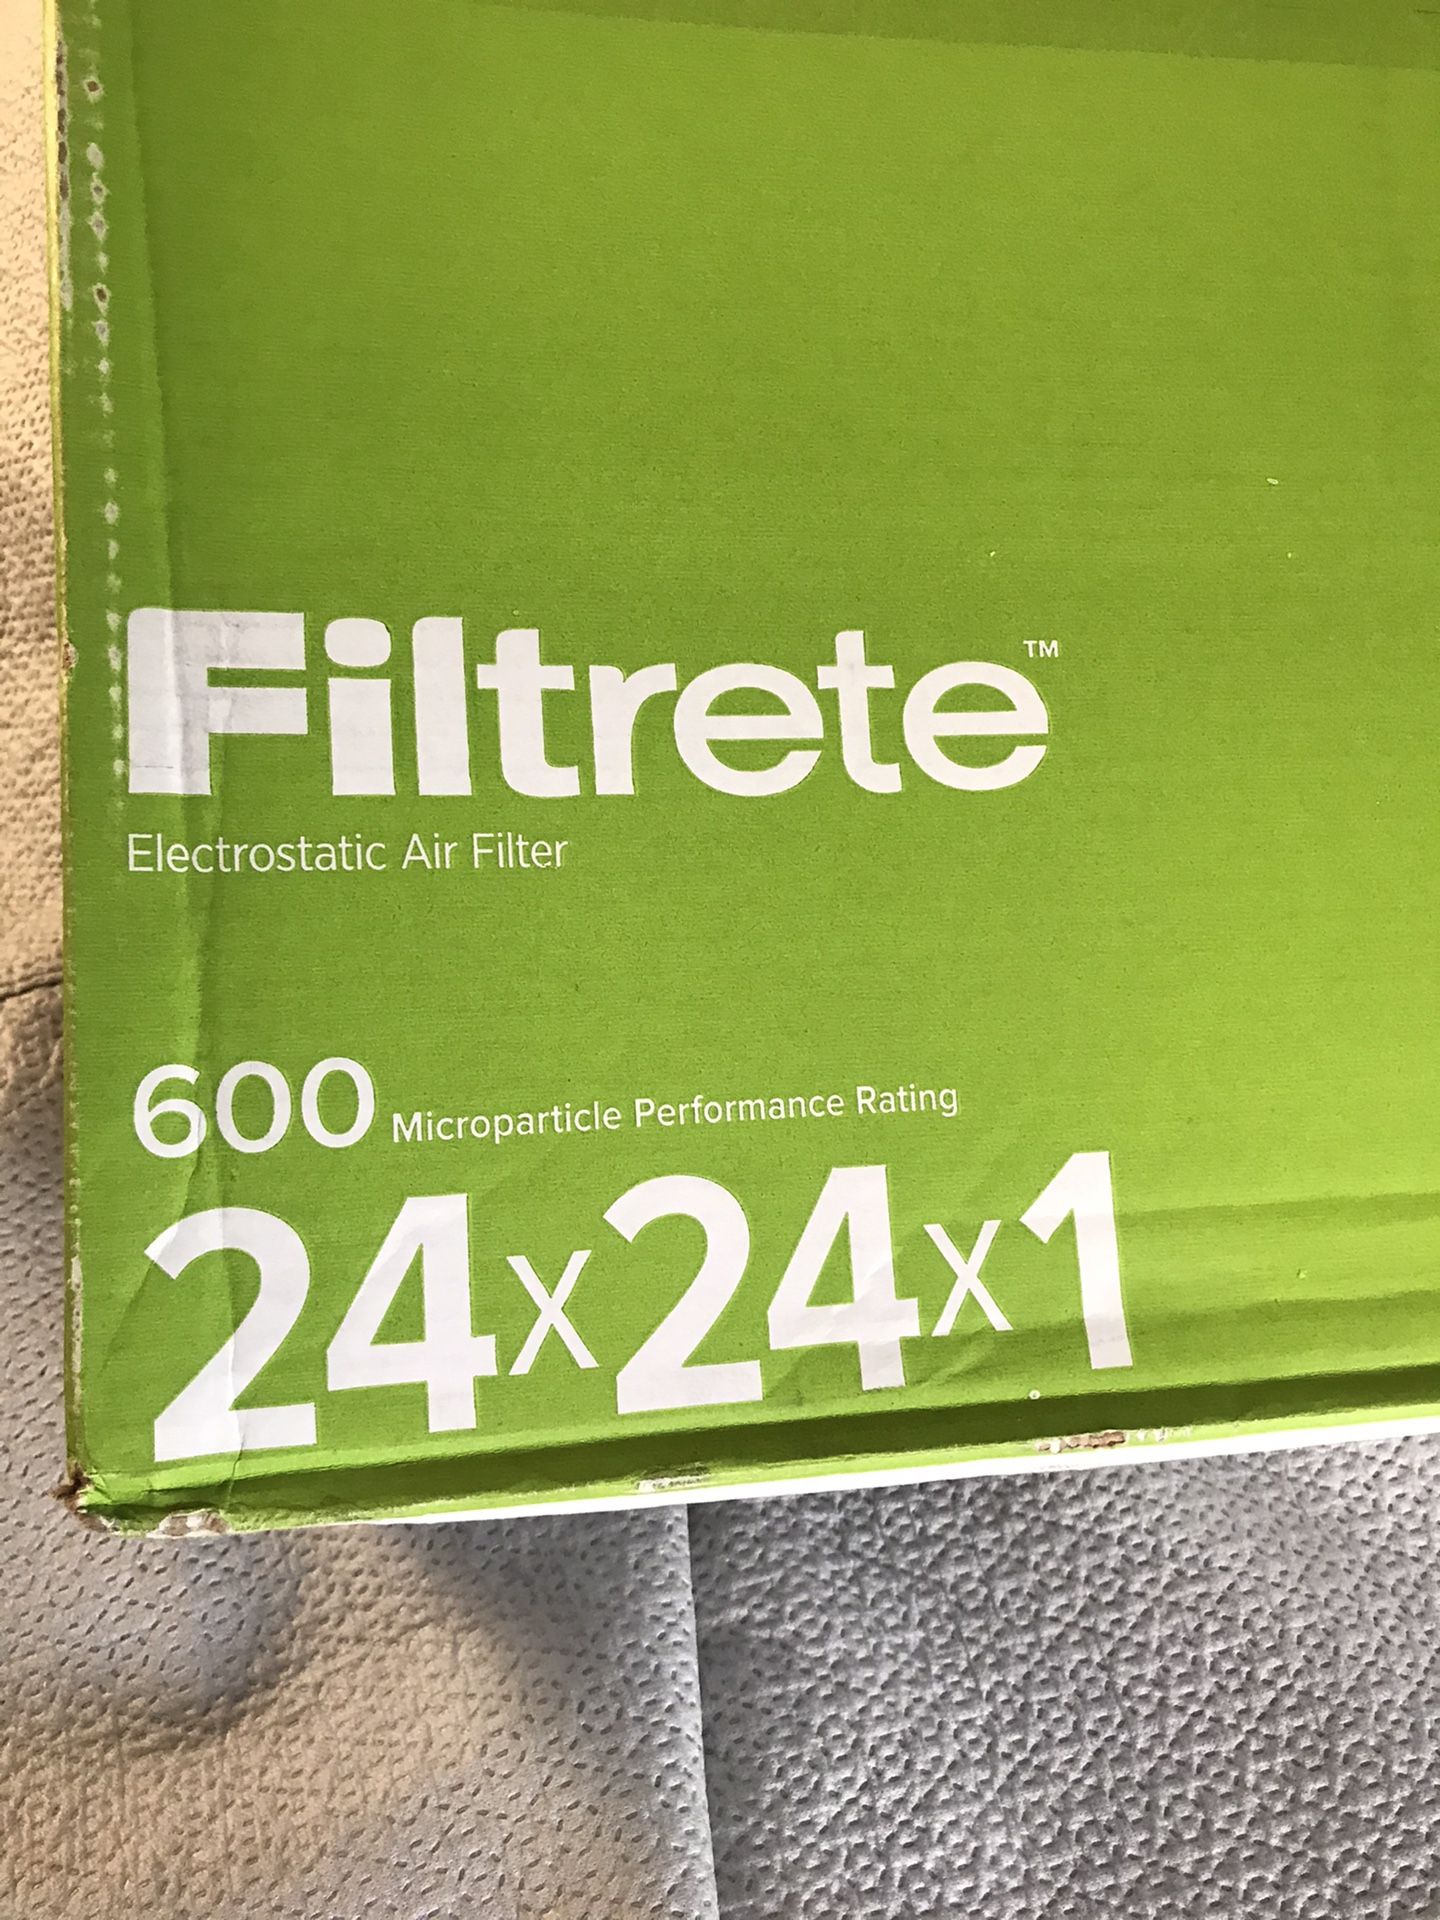 Filtrete™
Electrostatic Air Filter
600 Microparticle Performance Rating
24x24x1